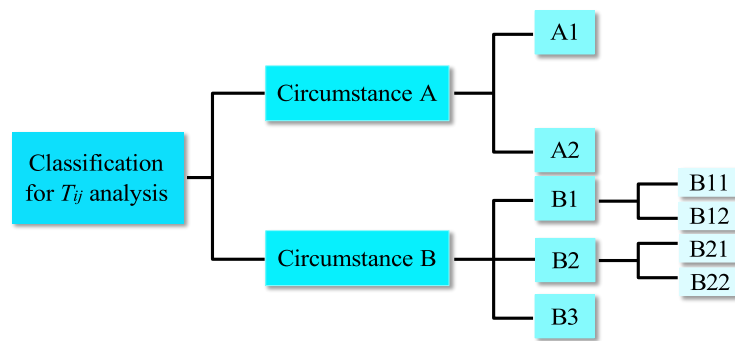 Classification
for Tij analysis
Circumstance A
A1
A2
Circumstance B
B1
B11
B12
B2
B21
B22
B3